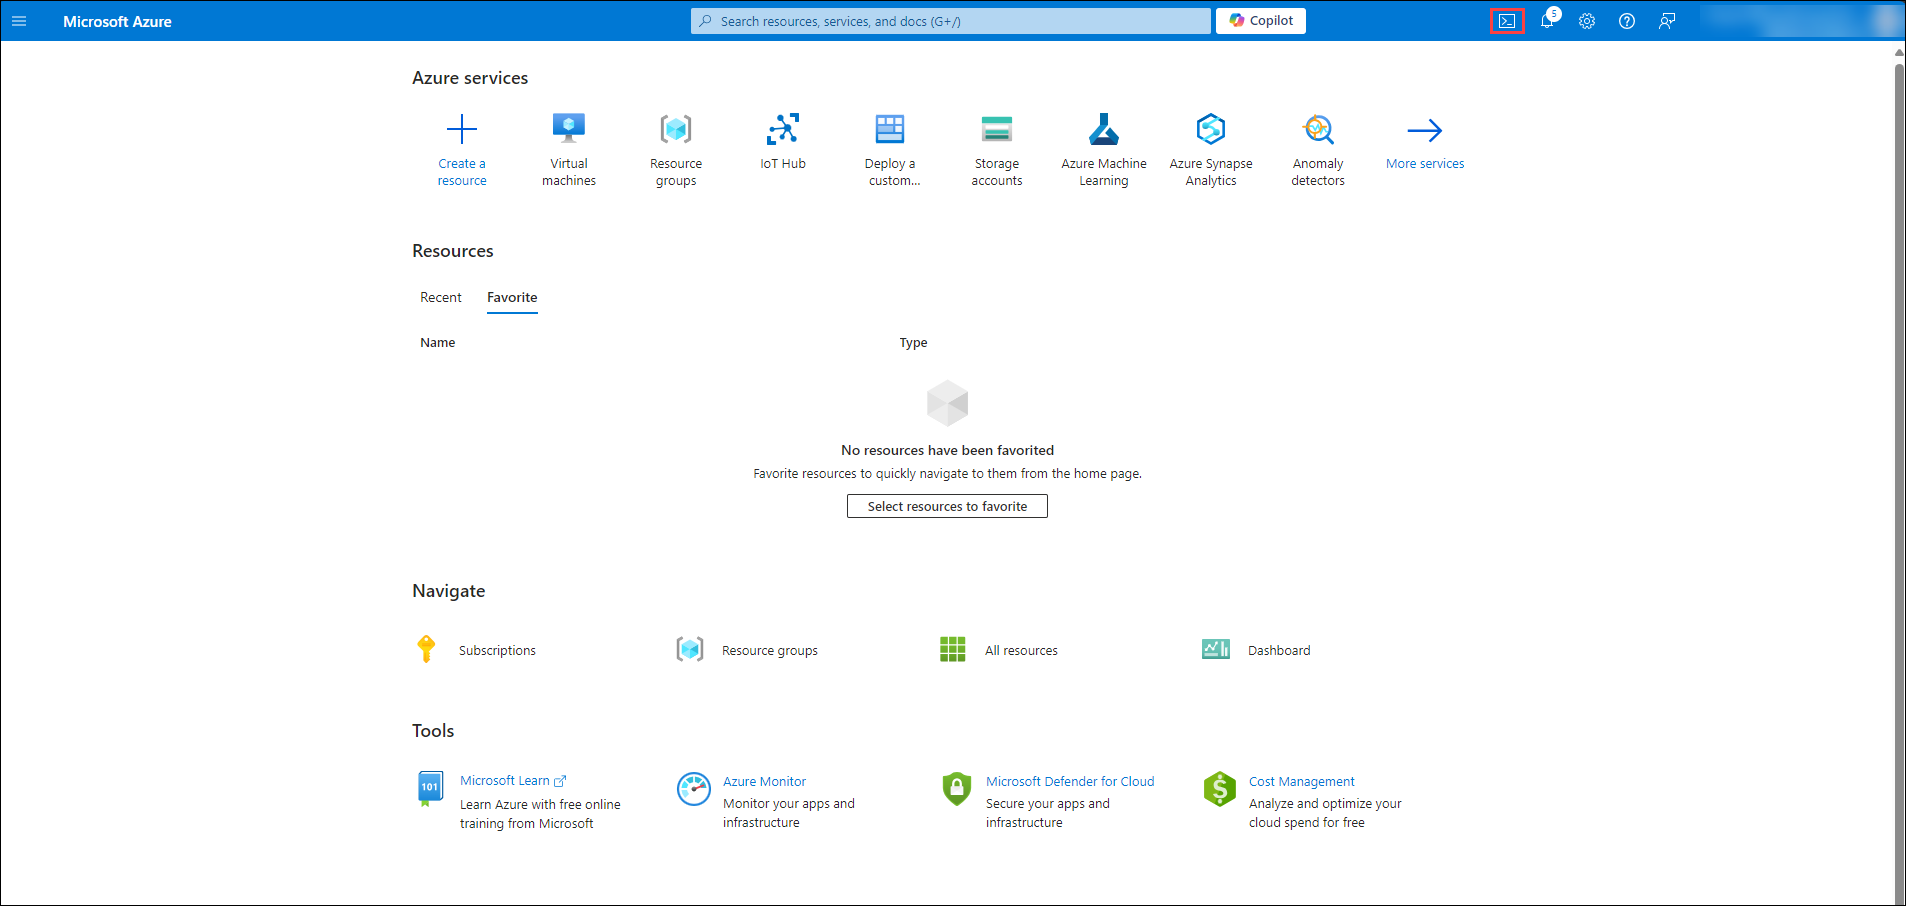 Microsoft Azure
Search resources, services, and docs (G+/)
Copilot
5
Azure services
Create a
resource
Virtual
machines
Resource
groups
IoT Hub
Deploy a
custom...
Storage
accounts
Azure Machine
Learning
Azure Synapse
Analytics
Anomaly
detectors
More services
Resources
Recent
Favorite
Name
Type
No resources have been favorited
Favorite resources to quickly navigate to them from the home page.
Select resources to favorite
Navigate
Subscriptions
Resource groups
All resources
Dashboard
Tools
101
Microsoft Learn
Learn Azure with free online
training from Microsoft
Azure Monitor
Monitor your apps and
infrastructure
Microsoft Defender for Cloud
Secure your apps and
infrastructure
$
Cost Management
Analyze and optimize your
cloud spend for free